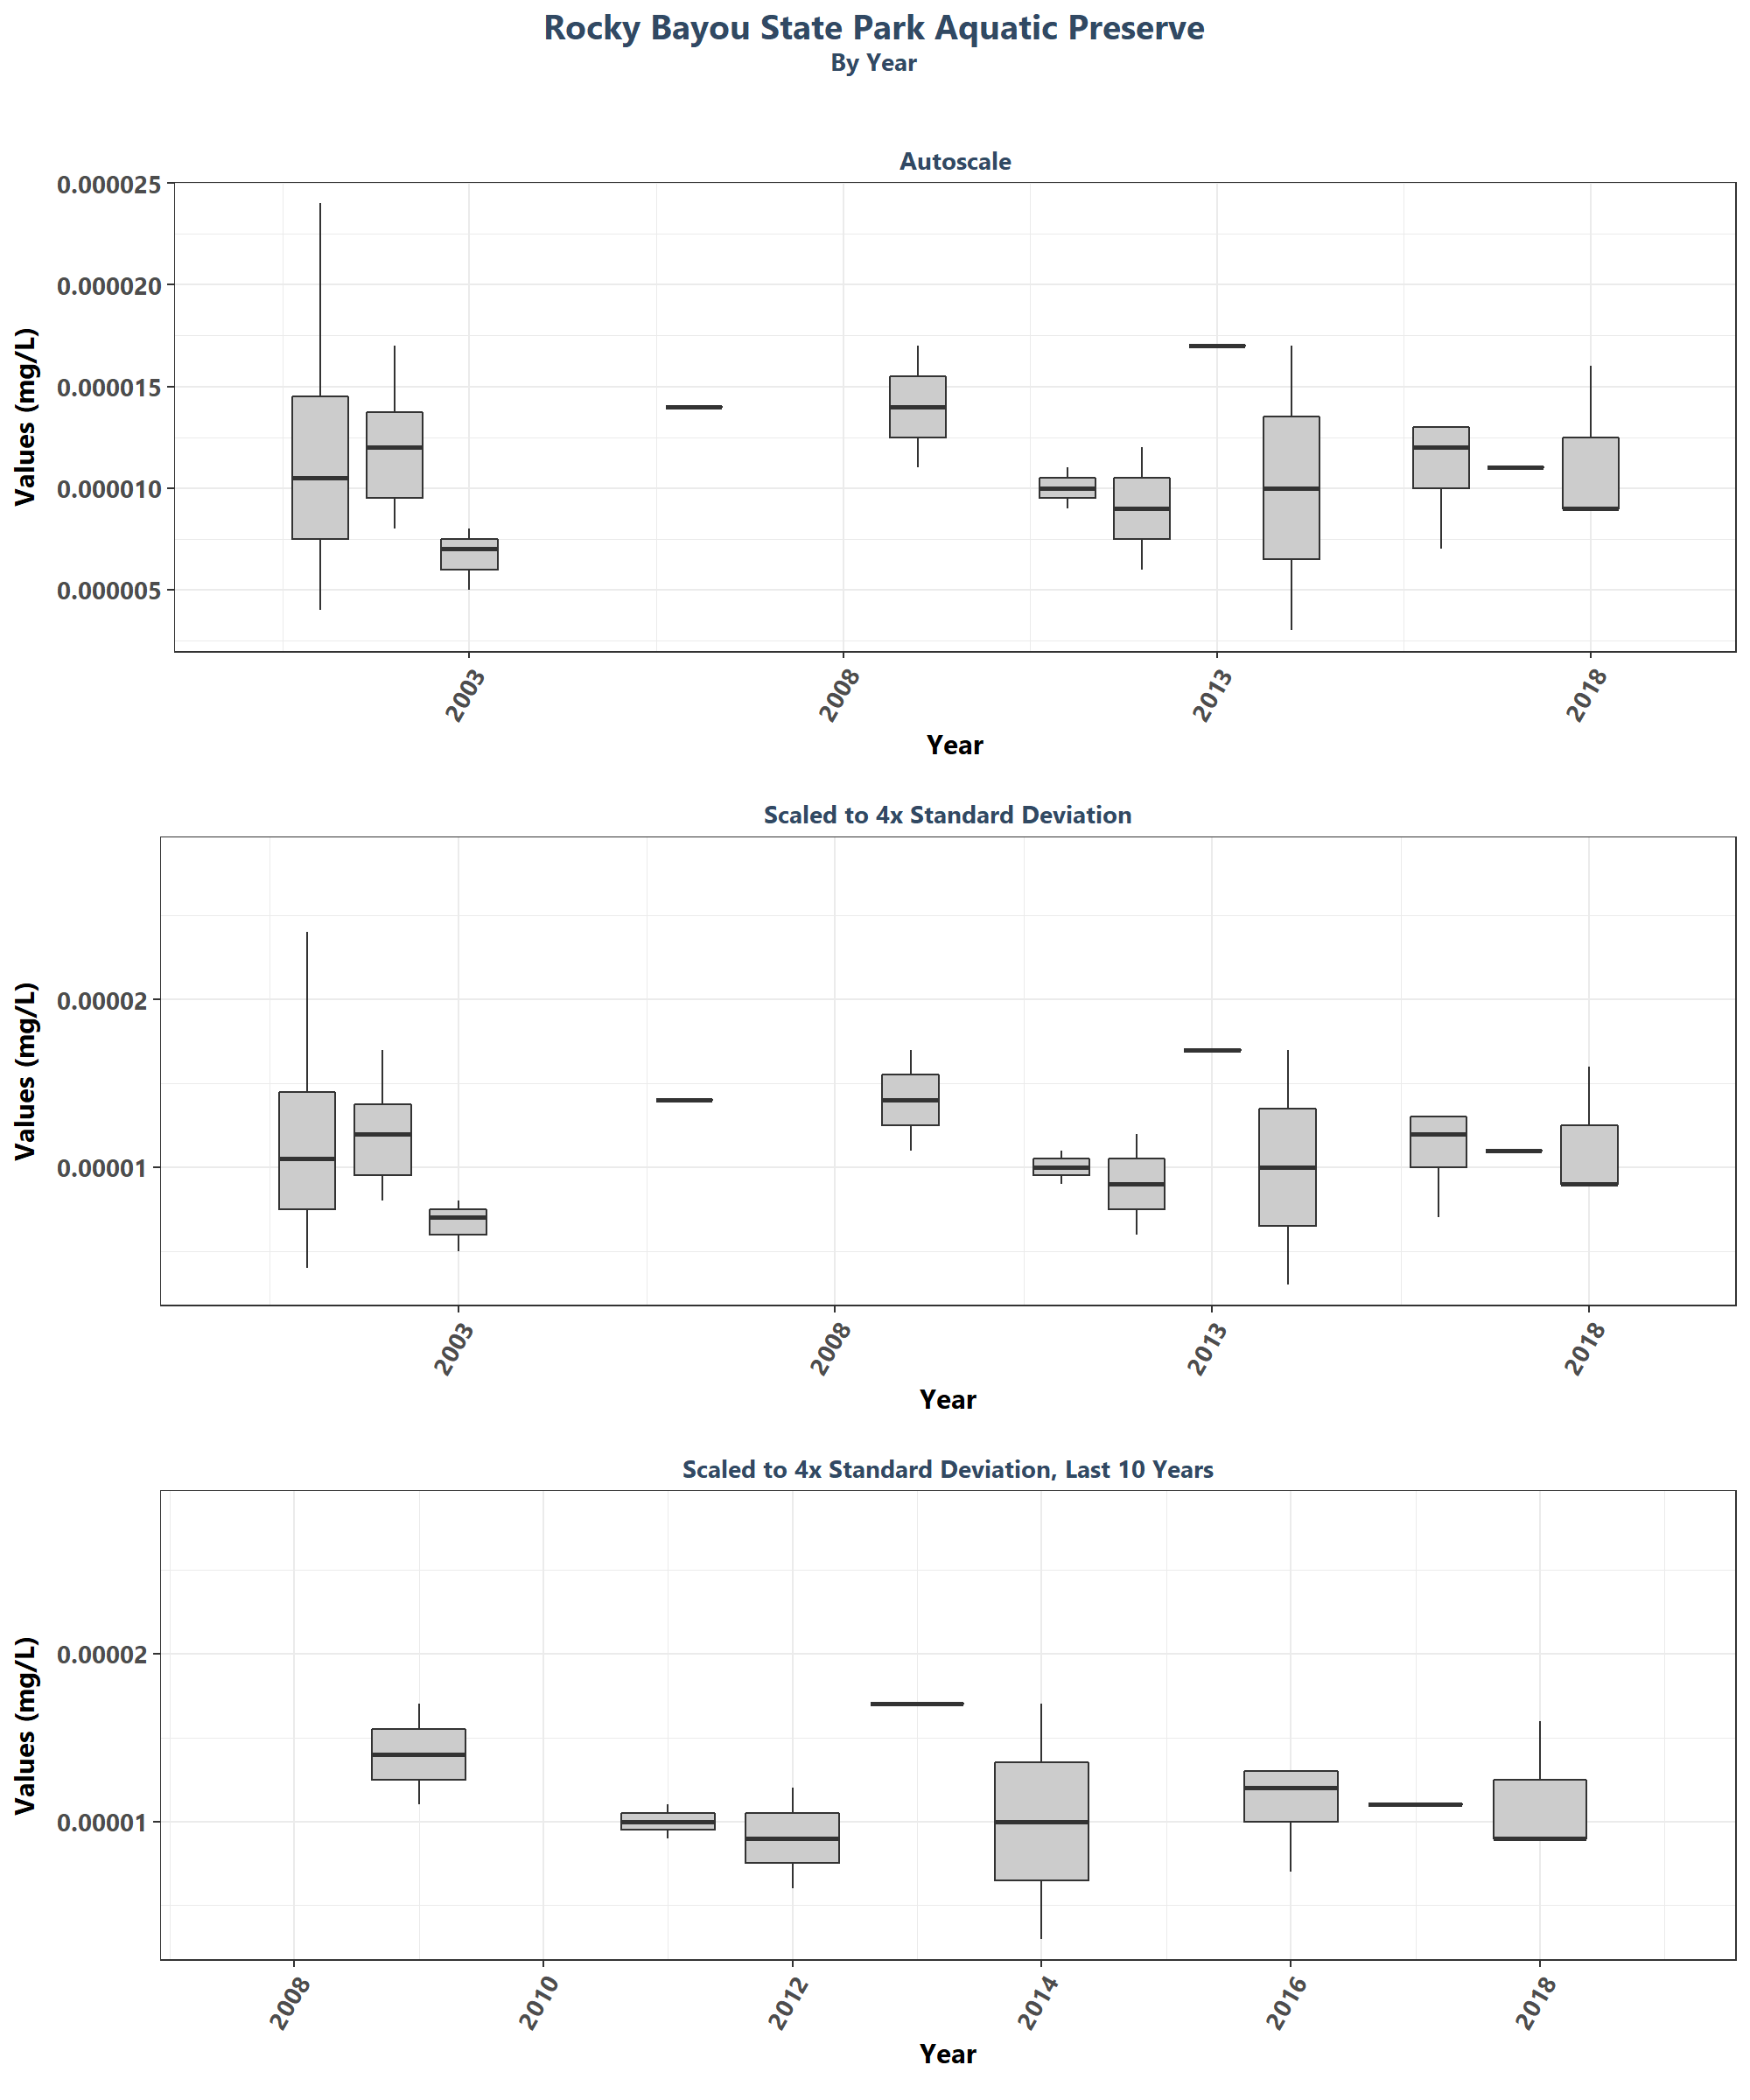 Rocky Bayou State Park Aquatic Preserve
By Year
Autoscale
Values (mg/L)
0.000025
0.000020
0.000015
0.000010
0.000005
2003
2008
2013
2018
Year
Scaled to 4x Standard Deviation
Values (mg/L)
0.00002
0.00001
2003
2008
2013
2018
Year
Scaled to 4x Standard Deviation, Last 10 Years
Values (mg/L)
0.00002
0.00001
2008
2010
2012
2014
2016
2018
Year